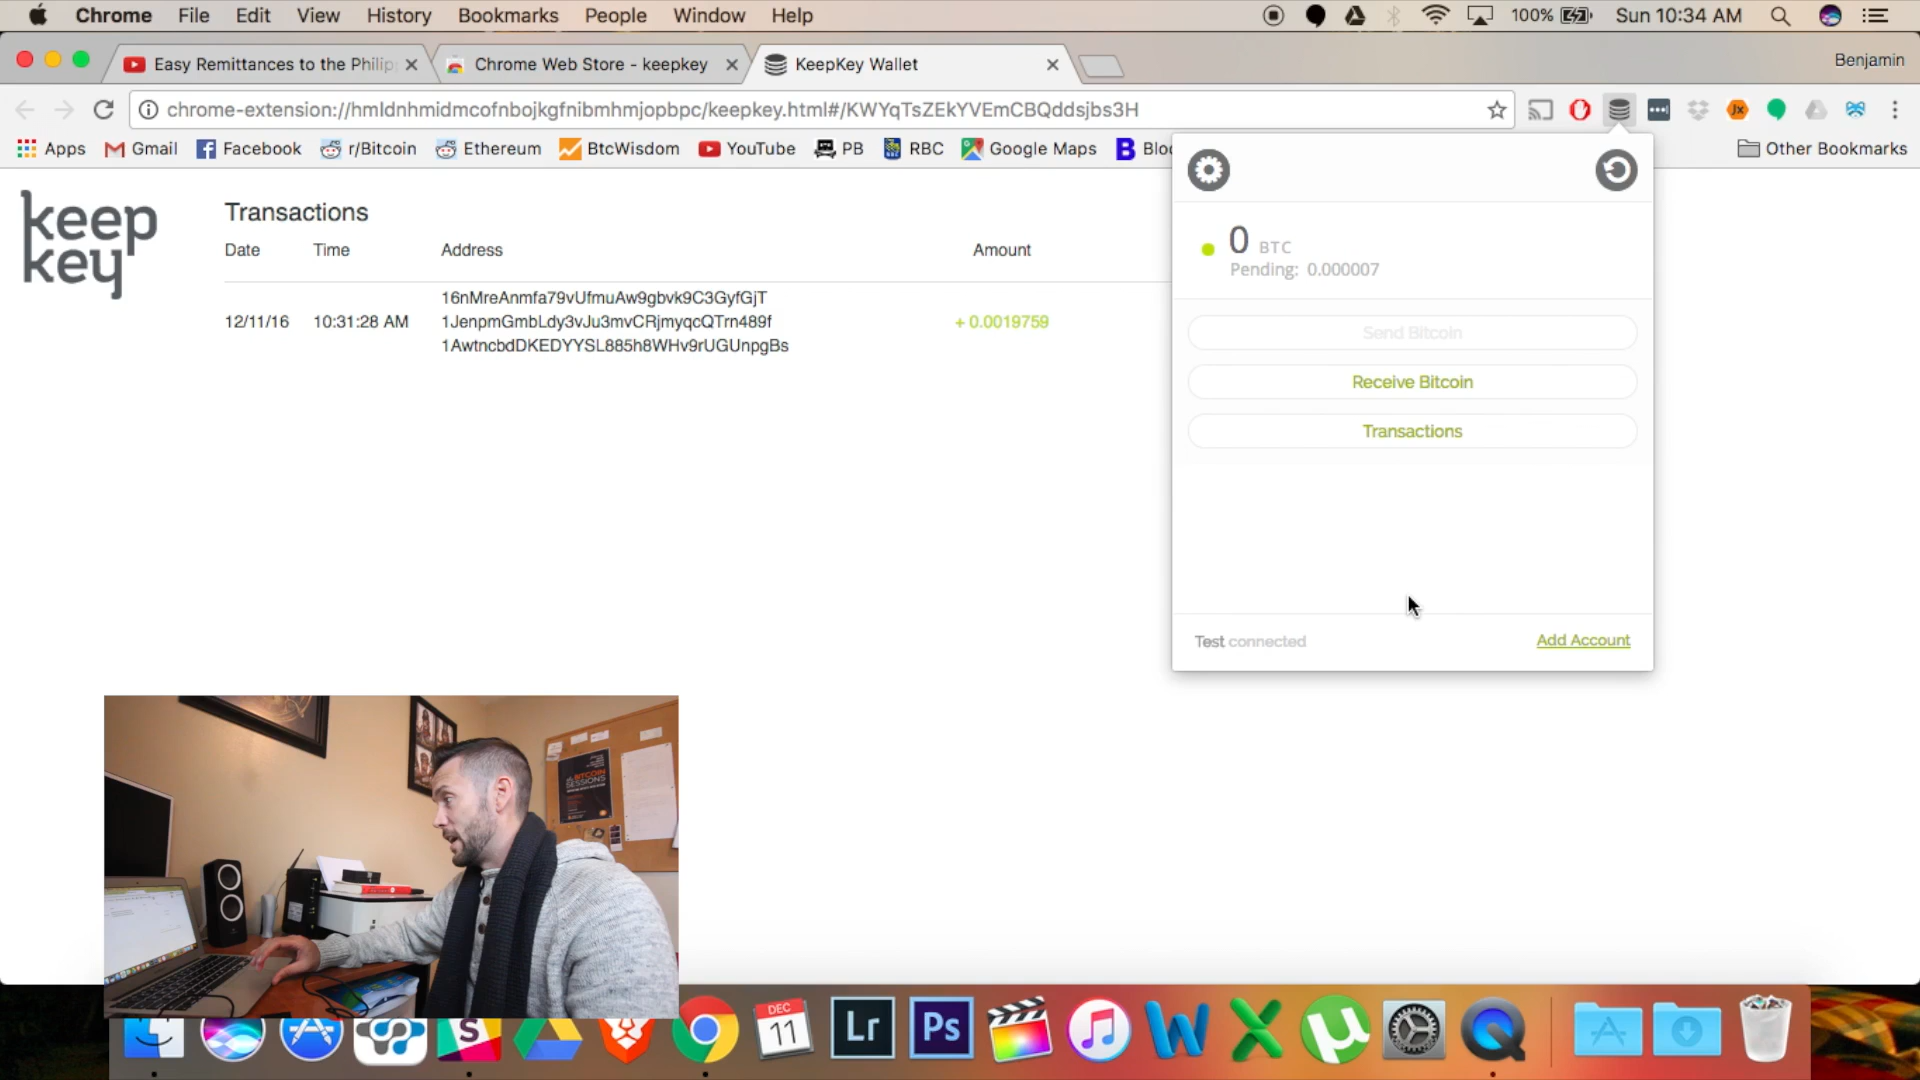 Chrome File Edit View History Bookmarks People Window Help 100% Sun 10:34 AM
Easy Remittances to the Philip Chrome Web Store - keepkey KeepKey Wallet Benjamin
chrome-extension://hmldnhmidmcofnbojkgfnibmhmjopbpc/keepkey.html#/KWYqTsZEkYVEmCBQddsjbs3H
Apps Gmail Facebook r/Bitcoin Ethereum BtcWisdom YouTube PB RBC Google Maps Bloc Other Bookmarks
keep
key
Transactions
Date Time Address Amount
16nMreAnmfa79vUfmuAw9gbvk9C3GyfGjT
12/11/16 10:31:28 AM 1JenpmGmbLdy3vJu3mvCRjmyqcQTrn489f + 0.0019759
1AwtncbdDKEDYYSL885h8WHv9rUGUnpgBs
0 BTC
Pending: 0.000007
Send Bitcoin
Receive Bitcoin
Transactions
Test connected Add Account
BITCOIN
SESSIONS
DEC
11
Lr
Ps